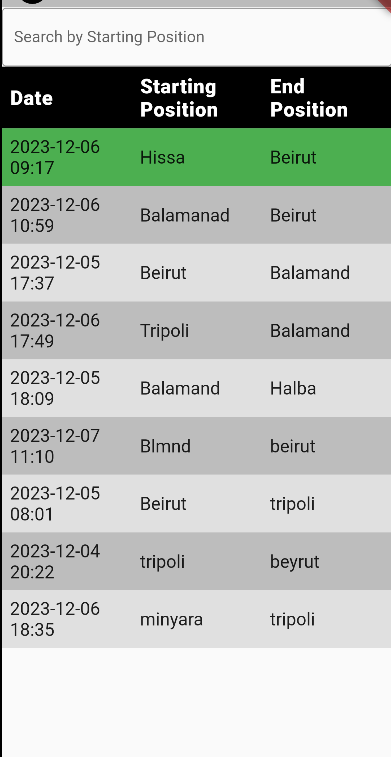 Search by Starting Position
Date
Starting Position
End Position
2023-12-06 09:17
Hissa
Beirut
2023-12-06 10:59
Balamanad
Beirut
2023-12-05 17:37
Beirut
Balamand
2023-12-06 17:49
Tripoli
Balamand
2023-12-05 18:09
Balamand
Halba
2023-12-07 11:10
Blmnd
beirut
2023-12-05 08:01
Beirut
tripoli
2023-12-04 20:22
tripoli
beyrut
2023-12-06 18:35
minyara
tripoli